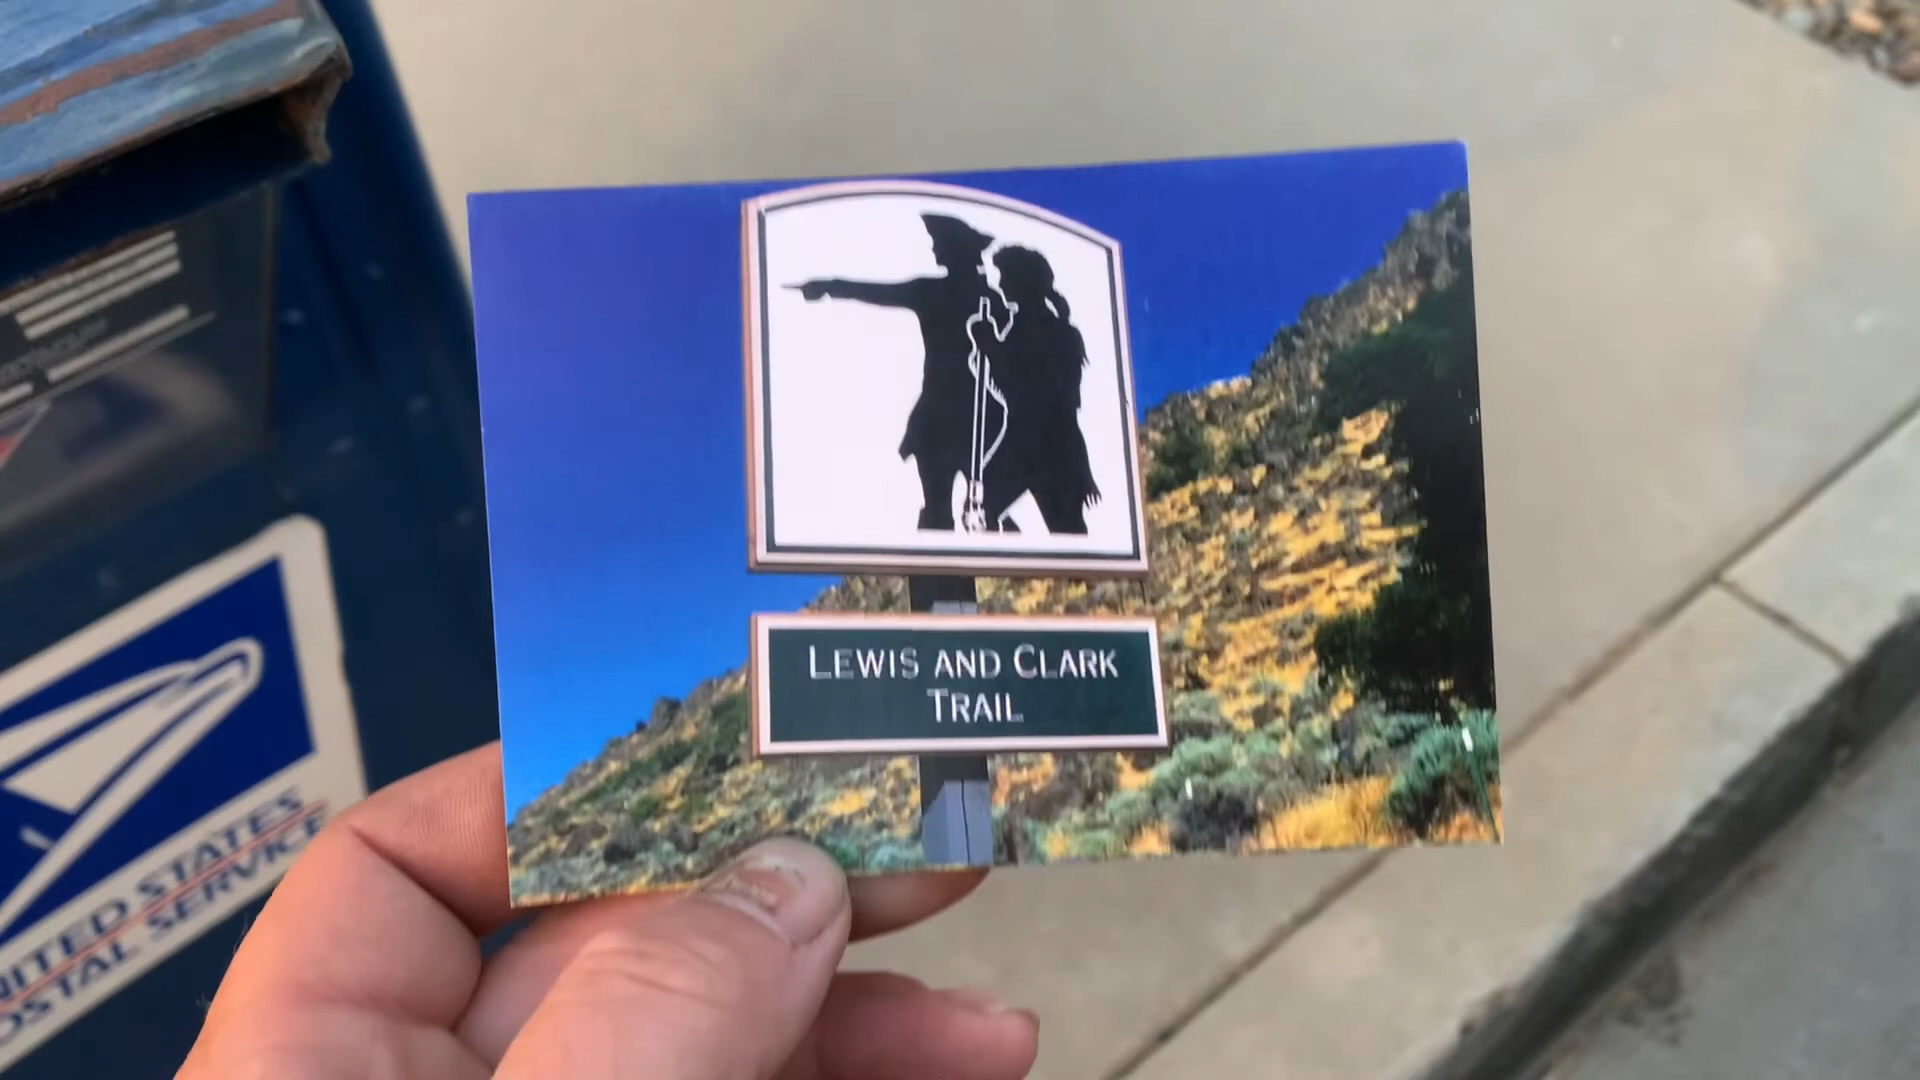 LEWIS AND CLARK
TRAIL
UNITED STATES
POSTAL SERVICE